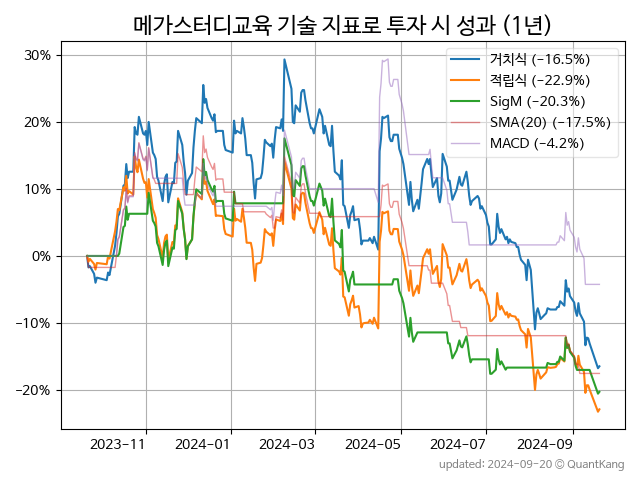 메가스터디교육 기술 지표로 투자 시 성과 (1년)
30%
20%
10%
0%
−10%
−20%
거치식 (−16.5%)
적립식 (−22.9%)
SigM (−20.3%)
SMA(20) (−17.5%)
MACD (−4.2%)
2023-11
2024-01
2024-03
2024-05
2024-07
2024-09
updated: 2024-09-20 © QuantKang